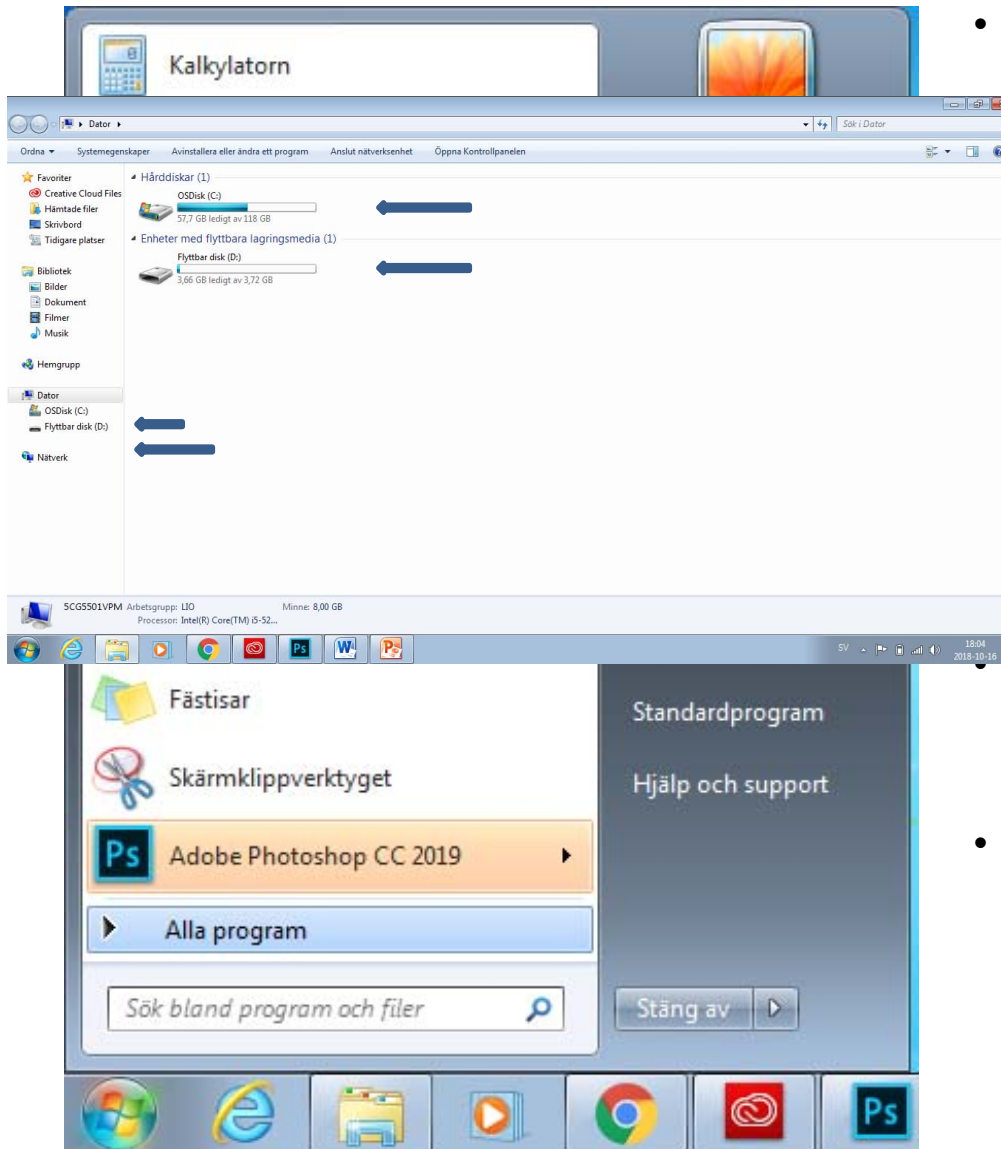 Kalkylatorn
Dator
Sök i Dator
Ordna Systemegenskaper Avinstallera eller ändra ett program Anslut nätverksenhet Öppna Kontrollpanelen
Favoriter
Creative Cloud Files
Hämtade filer
Skrivbord
Tidigare platser
Bibliotek
Bilder
Dokument
Filmer
Musik
Hemgrupp
Dator
OSDisk (C:)
Flyttbar disk (D:)
Nätverk
Hårddiskar (1)
OSDisk (C:)
57,7 GB ledigt av 118 GB
Enheter med flyttbara lagringsmedia (1)
Flyttbar disk (D:)
3,66 GB ledigt av 3,72 GB
5CG5501VPM Arbetsgrupp: LIO Minne: 8,00 GB
Processor: Intel(R) Core(TM) i5-52...
Ps W P
SV 18:04
2018-10-16
Fästisar
Skärmklippverktyget
Ps Adobe Photoshop CC 2019
Alla program
Sök bland program och filer
Standardprogram
Hjälp och support
Stäng av
Ps